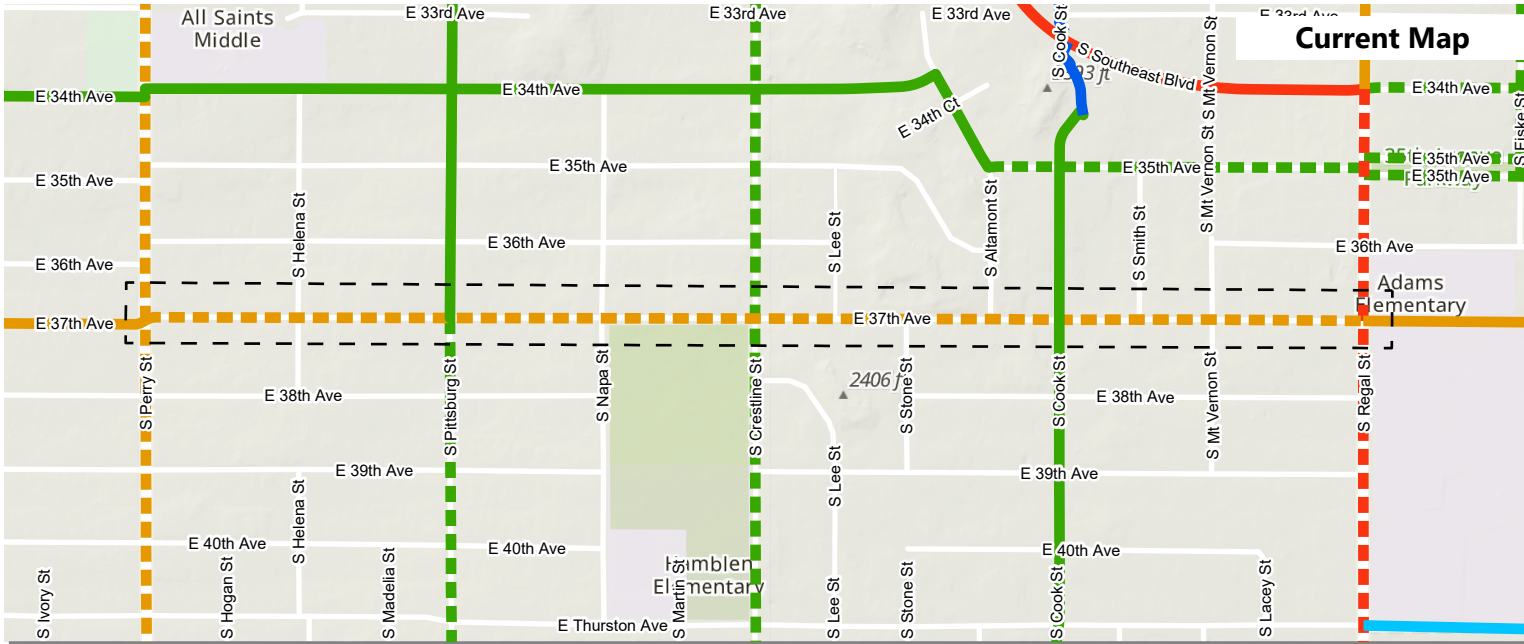 All Saints
Middle
E 33rd Ave
E 33rd Ave
E 33rd Ave
E 33rd Ave
Current Map
S Cook St
S Southeast Blvd
S Mt Vernon St
E 34th Ave
E 34th Ave
E 34th Ct
E 34th Ave
S Fiske St
E 35th Ave
E 35th Ave
E 35th Ave
E 35th Ave
E 35th Ave
Parkway
S Mt Vernon St
S Helena St
S Lee St
S Altamont St
S Smith St
E 36th Ave
E 36th Ave
E 36th Ave
Adams
Elementary
E 37th Ave
E 37th Ave
S Perry St
S Pittsburg St
S Napa St
S Crestline St
2406 f
S Stone St
S Cook St
S Mt Vernon St
S Regal St
E 38th Ave
E 38th Ave
E 39th Ave
S Lee St
E 39th Ave
S Helena St
E 40th Ave
E 40th Ave
E 40th Ave
Hamblen
Elementary
S Ivory St
S Hogan St
S Madelia St
S Martin St
S Lee St
S Stone St
S Cook St
S Lacey St
E Thurston Ave